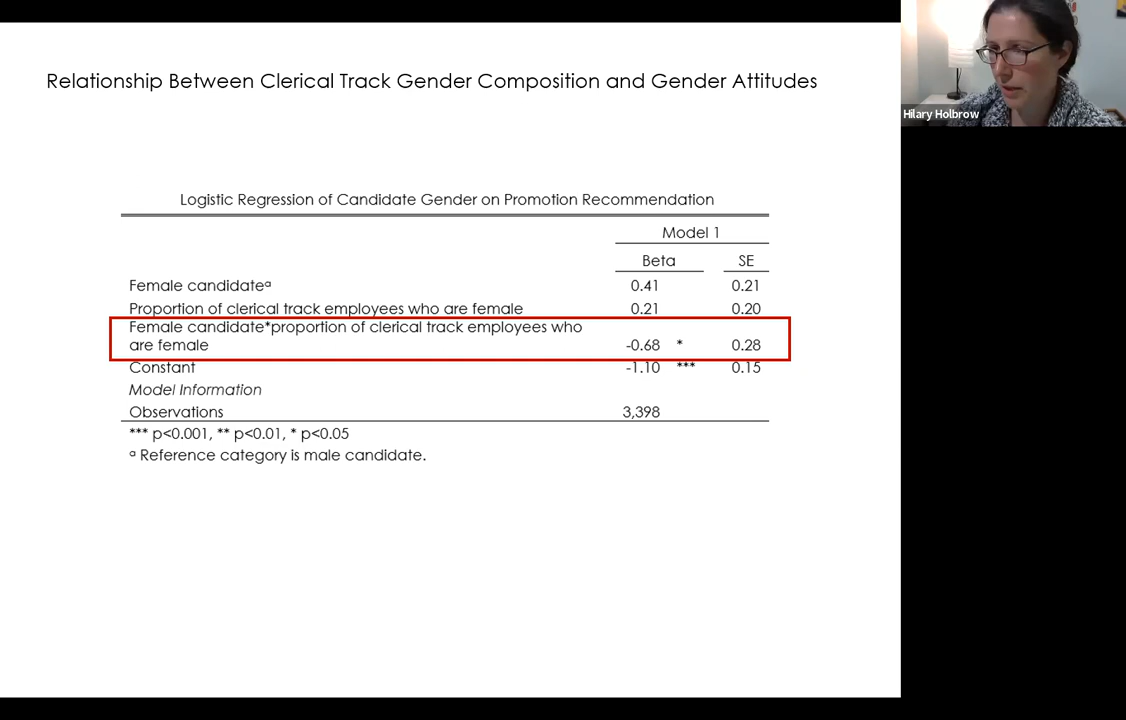 Relationship Between Clerical Track Gender Composition and Gender Attitudes
Hilary Holbrow
Logistic Regression of Candidate Gender on Promotion Recommendation
Model 1
Beta SE
Female candidateᵃ 0.41 0.21
Proportion of clerical track employees who are female 0.21 0.20
Female candidate*proportion of clerical track employees who
are female -0.68 * 0.28
Constant -1.10 *** 0.15
Model Information
Observations 3,398
*** p<0.001, ** p<0.01, * p<0.05
ᵃ Reference category is male candidate.